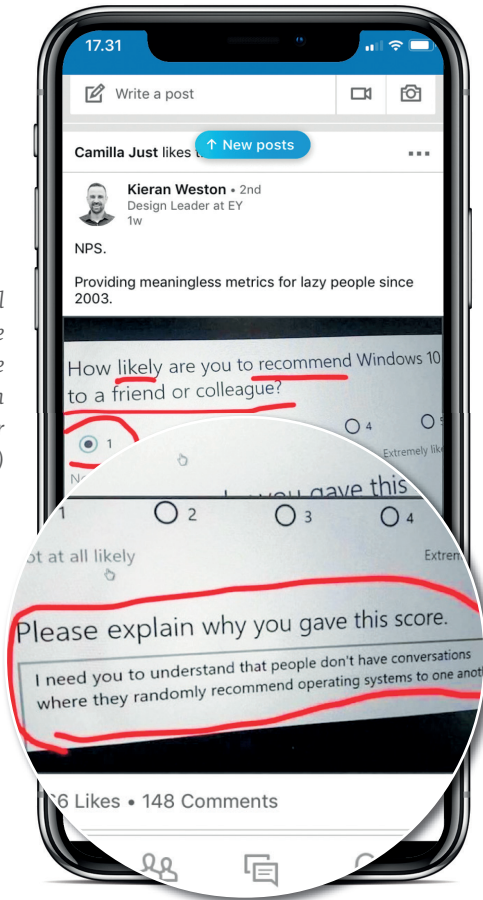 17.31
Write a post
Camilla Just likes t
↑ New posts
Kieran Weston • 2nd
Design Leader at EY
1w
NPS.
Providing meaningless metrics for lazy people since
2003.
How likely are you to recommend Windows 10
to a friend or colleague?
1
4
Extremely lik
gave this
1
2
3
4
ot at all likely
Extrem
Please explain why you gave this score.
I need you to understand that people don't have conversations
where they randomly recommend operating systems to one anot
6 Likes • 148 Comments